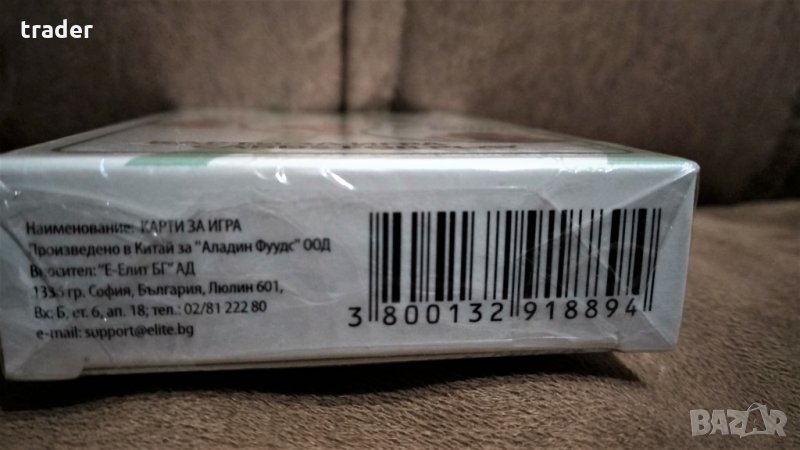 trader
Наименование: КАРТИ ЗА ИГРА
Произведено в Китай за "Аладин Фуудс" ООД
Вносител: "Е-Елит БГ" АД
гр. София, България, Люлин 601,
Вх: Б, ет. 6, ап. 18; тел.: 02/81 222 80
e-mail: support@elite.bg
3 800132 918894
BAZAR